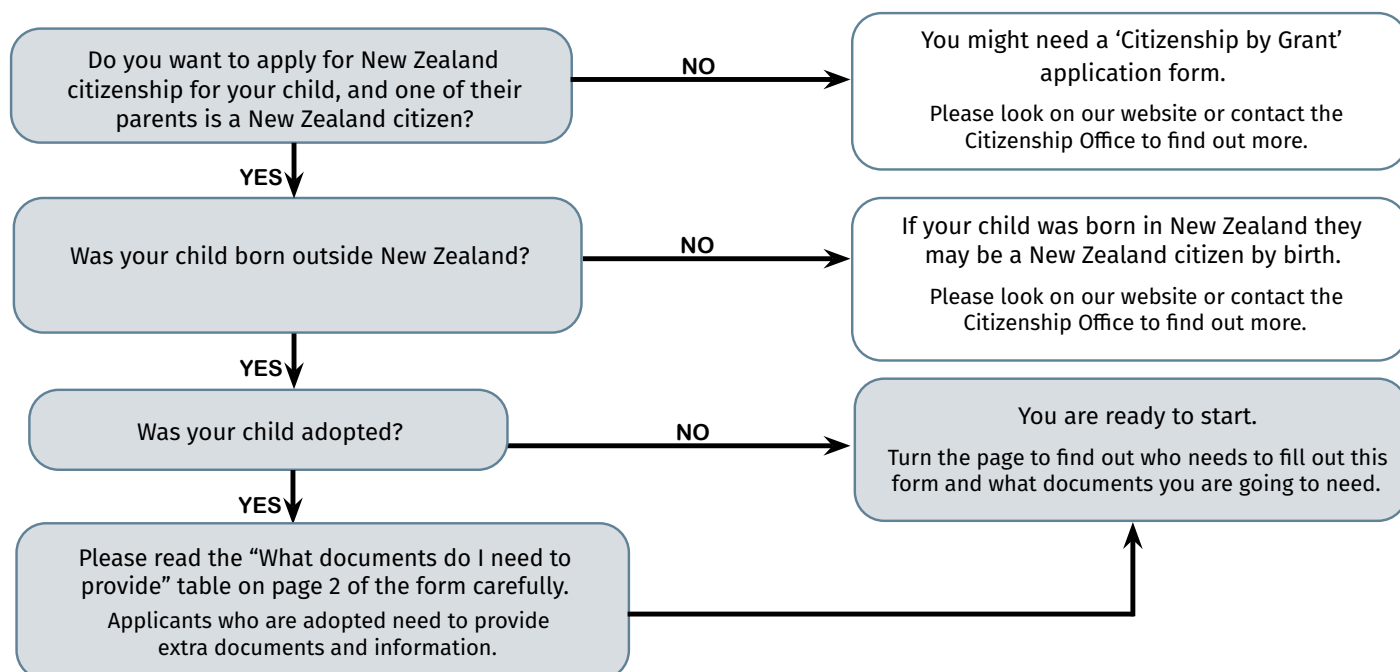 Do you want to apply for New Zealand
citizenship for your child, and one of their
parents is a New Zealand citizen?
NO
You might need a ‘Citizenship by Grant’
application form.
Please look on our website or contact the
Citizenship Office to find out more.
YES
Was your child born outside New Zealand?
NO
If your child was born in New Zealand they
may be a New Zealand citizen by birth.
Please look on our website or contact the
Citizenship Office to find out more.
YES
Was your child adopted?
NO
You are ready to start.
Turn the page to find out who needs to fill out this
form and what documents you are going to need.
YES
Please read the “What documents do I need to
provide” table on page 2 of the form carefully.
Applicants who are adopted need to provide
extra documents and information.